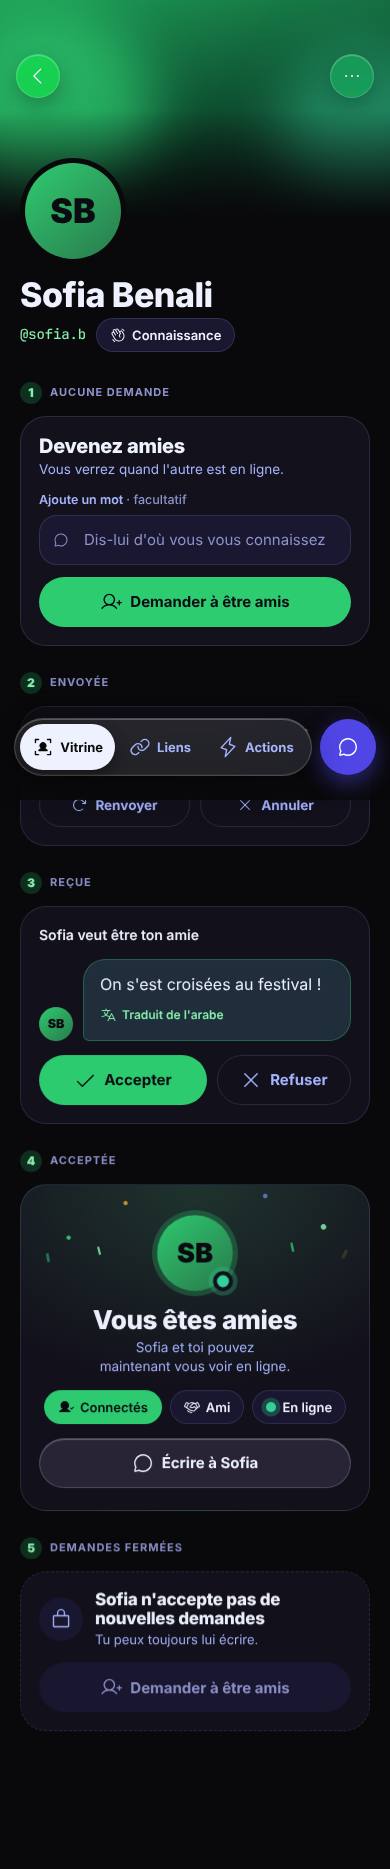 SB
Sofia Benali
@sofia.b
Connaissance
1 AUCUNE DEMANDE
Devenez amies
Vous verrez quand l'autre est en ligne.
Ajoute un mot · facultatif
Dis-lui d'où vous vous connaissez
Demander à être amis
2 ENVOYÉE
Vitrine
Liens
Actions
Renvoyer
Annuler
3 REÇUE
Sofia veut être ton amie
On s'est croisées au festival !
Traduit de l'arabe
SB
Accepter
Refuser
4 ACCEPTÉE
SB
Vous êtes amies
Sofia et toi pouvez
maintenant vous voir en ligne.
Connectés
Ami
En ligne
Écrire à Sofia
5 DEMANDES FERMÉES
Sofia n'accepte pas de
nouvelles demandes
Tu peux toujours lui écrire.
Demander à être amis